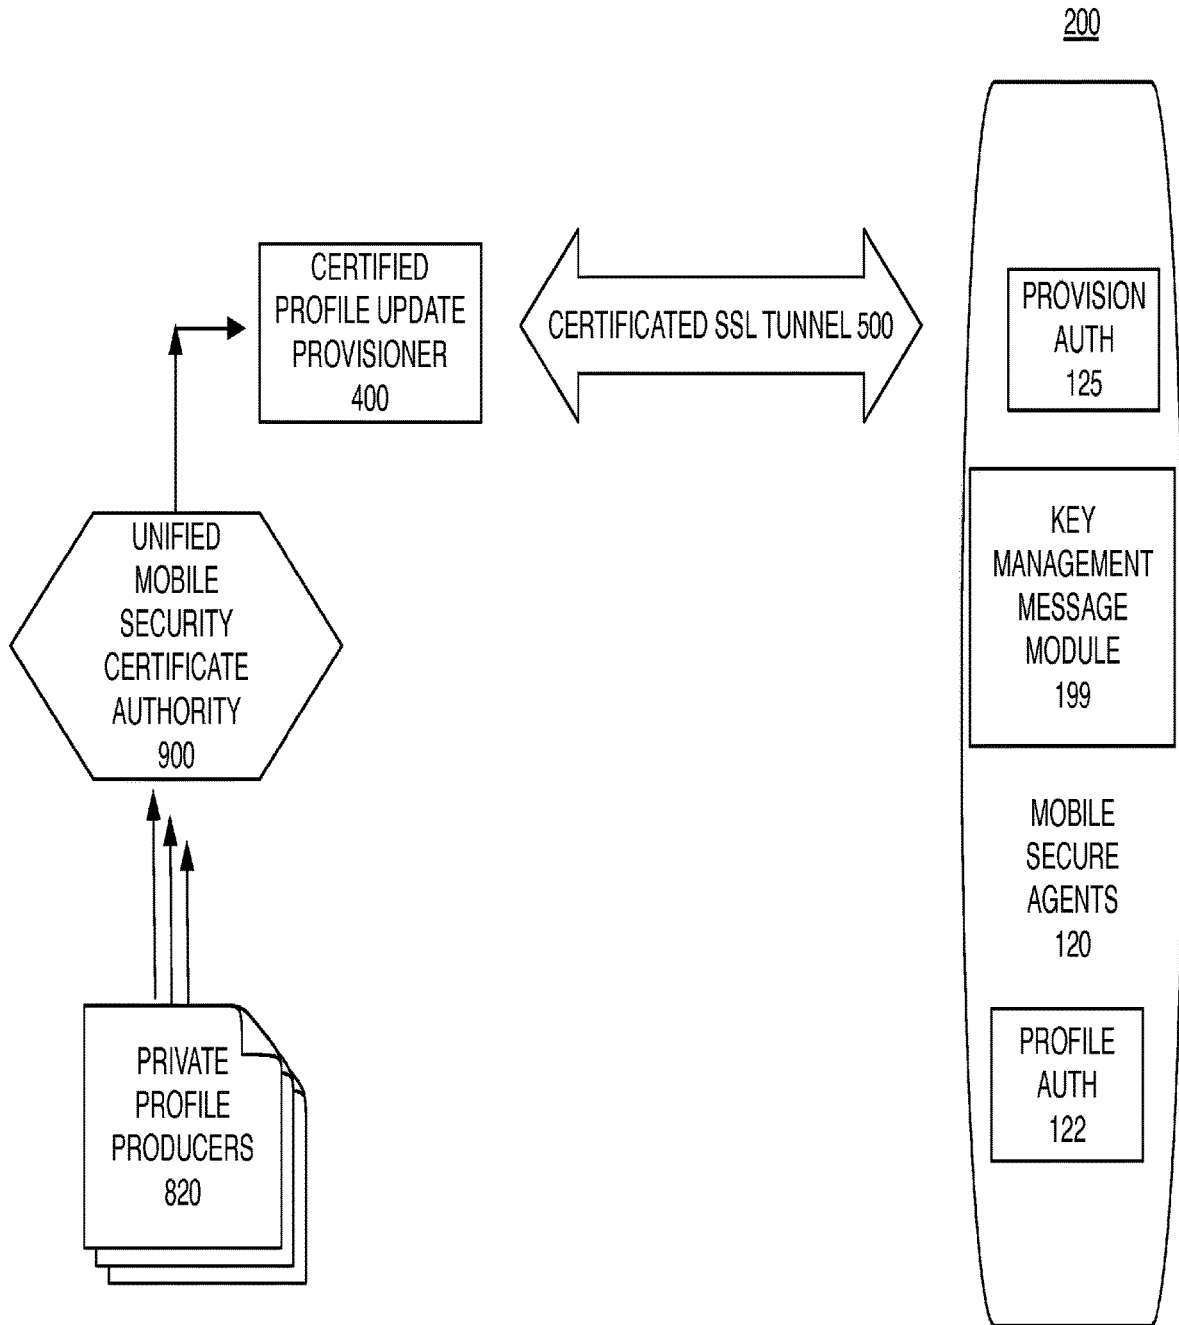 200
CERTIFIED
PROFILE UPDATE
PROVISIONER
400
CERTIFICATED SSL TUNNEL 500
PROVISION
AUTH
125
UNIFIED
MOBILE
SECURITY
CERTIFICATE
AUTHORITY
900
KEY
MANAGEMENT
MESSAGE
MODULE
199
MOBILE
SECURE
AGENTS
120
PRIVATE
PROFILE
PRODUCERS
820
PROFILE
AUTH
122